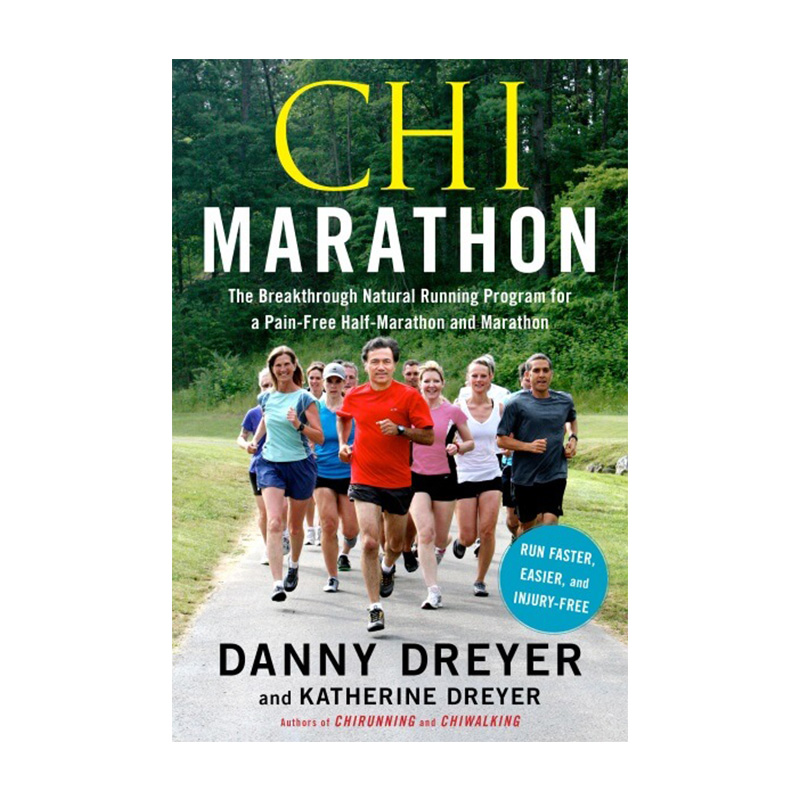 CHI
MARATHON
The Breakthrough Natural Running Program for
a Pain-Free Half-Marathon and Marathon
RUN FASTER,
EASIER, and
INJURY-FREE
DANNY DREYER
and KATHERINE DREYER
Authors of CHIRUNNING and CHIWALKING